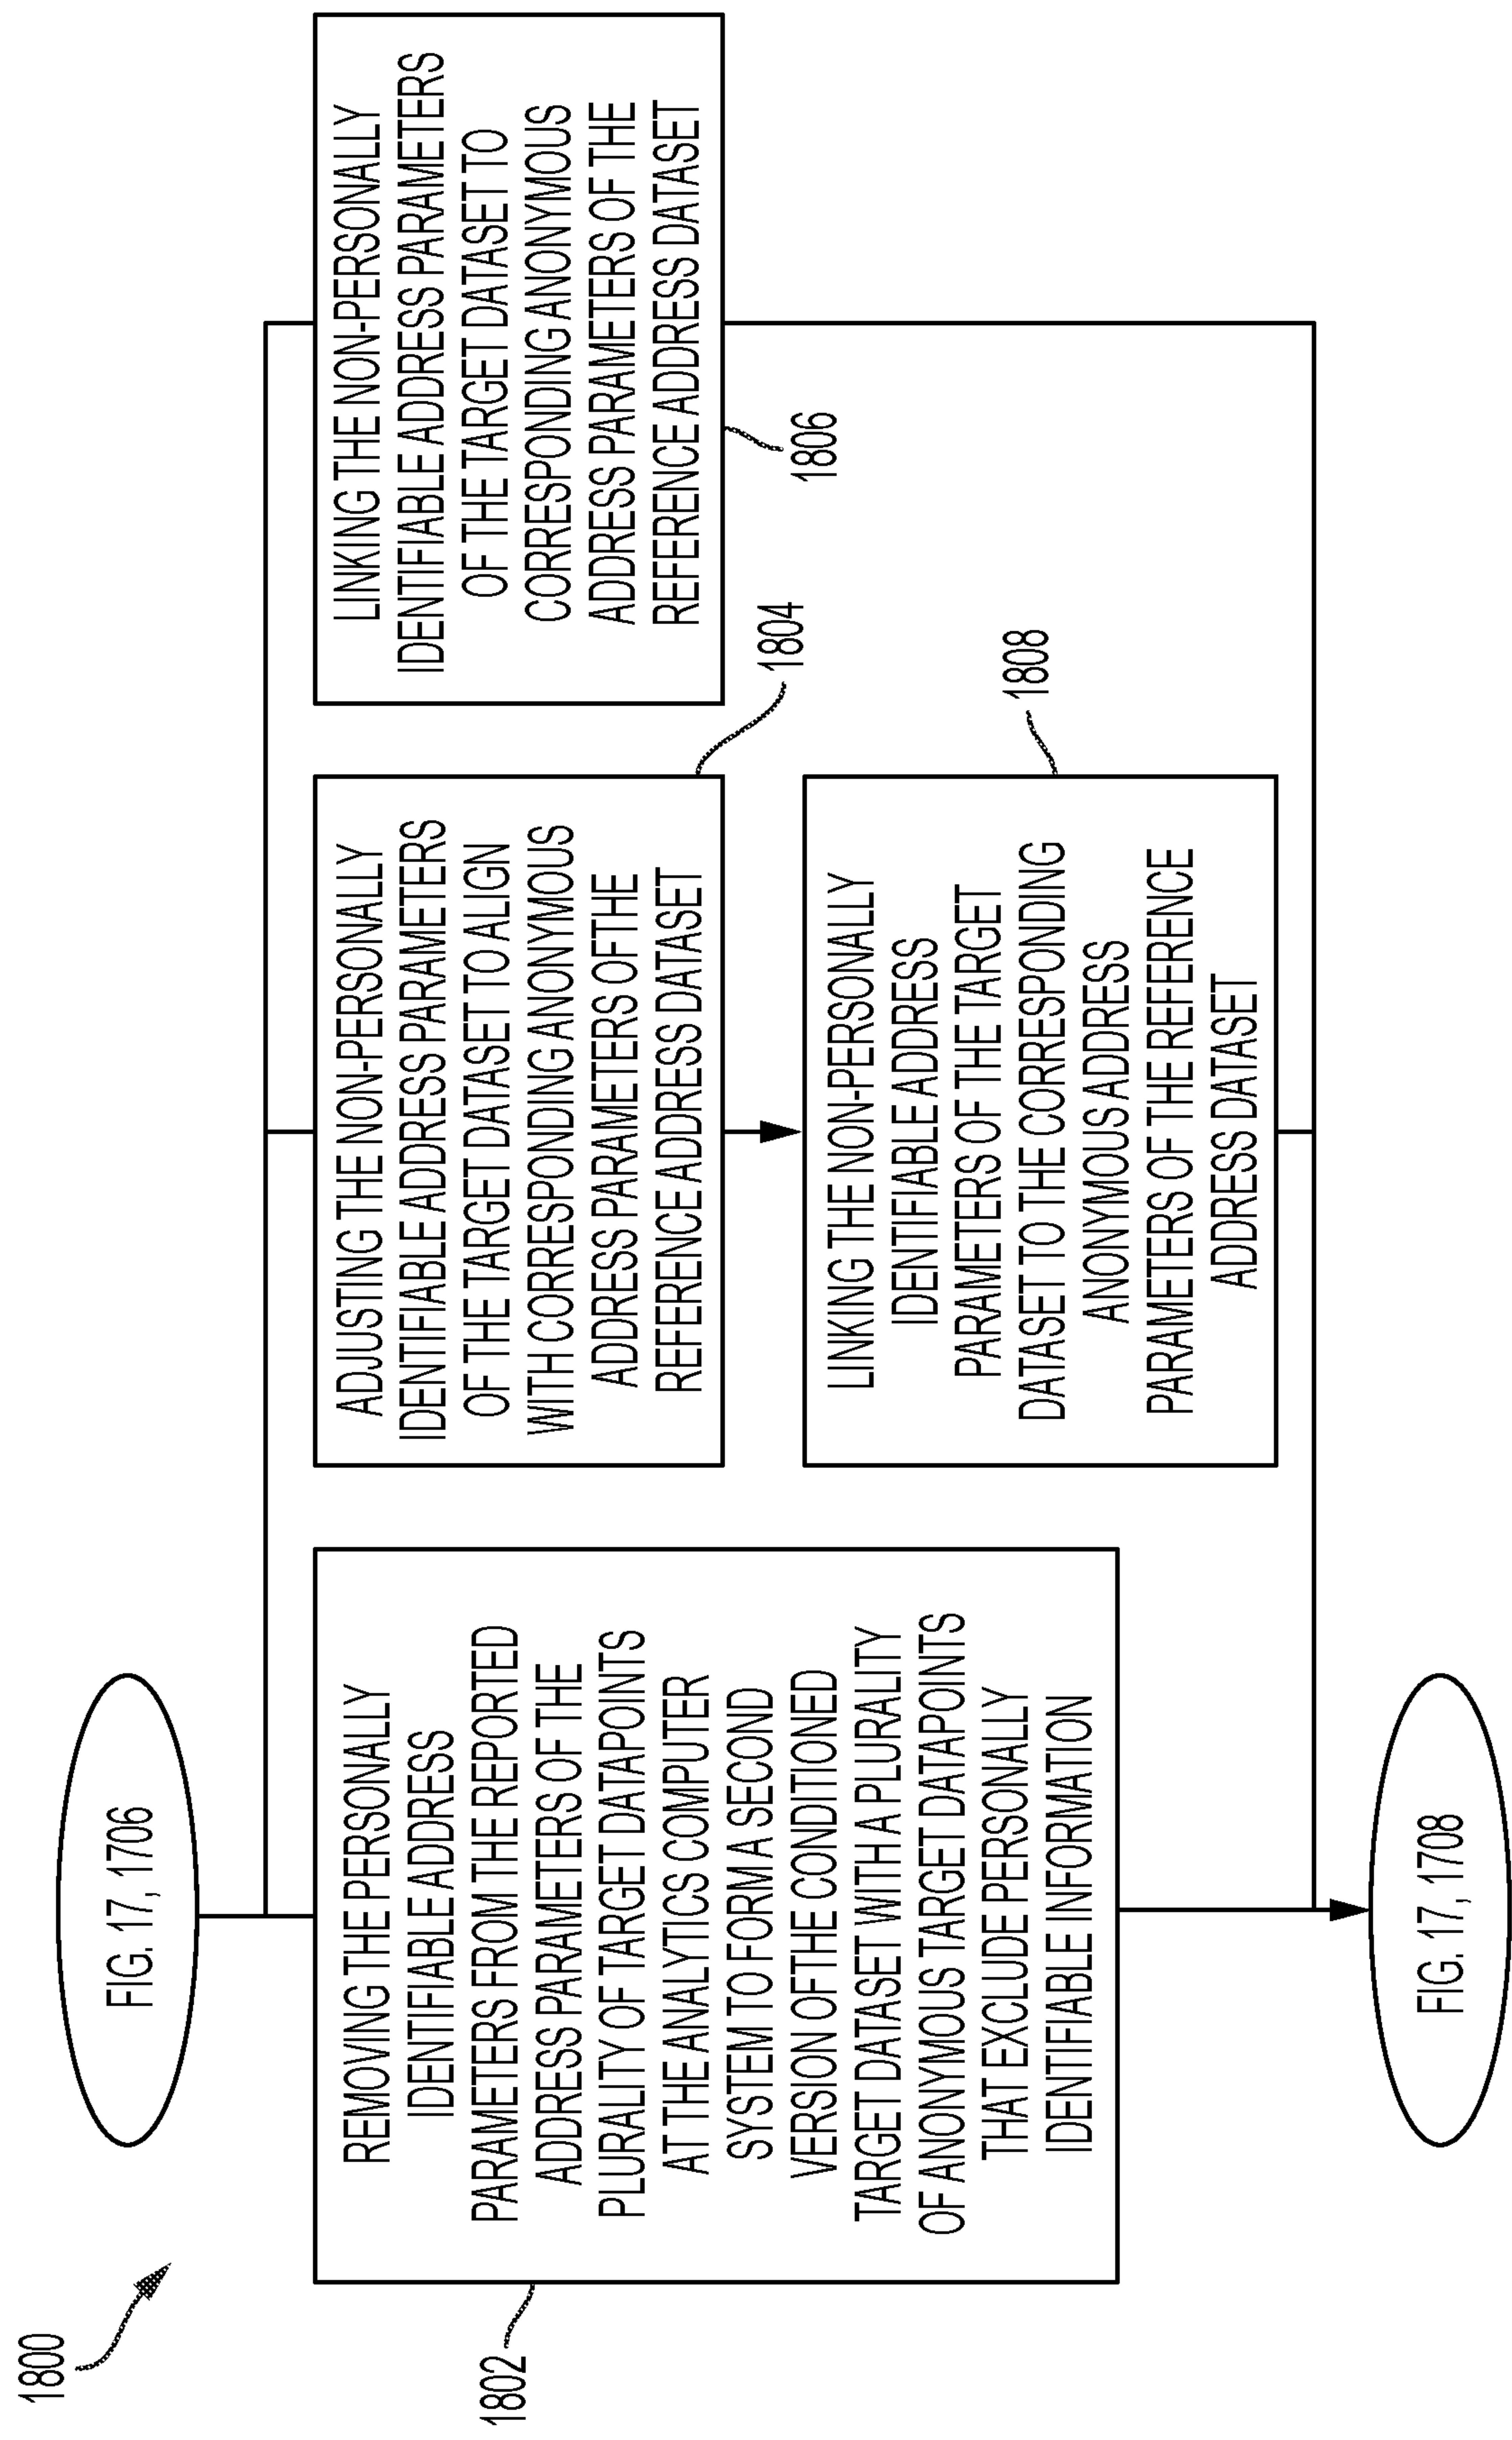 1800
FIG. 17, 1706
1802
REMOVING THE PERSONALLY
IDENTIFIABLE ADDRESS
PARAMETERS FROM THE REPORTED
ADDRESS PARAMETERS OF THE
PLURALITY OF TARGET DATAPOINTS
AT THE ANALYTICS COMPUTER
SYSTEM TO FORM A SECOND
VERSION OFTHE CONDITIONED
TARGET DATASET WITH A PLURALITY
OF ANONYMOUS TARGET DATAPOINTS
THAT EXCLUDE PERSONALLY
IDENTIFIABLE INFORMATION
ADJUSTING THE NON-PERSONALLY
IDENTIFIABLE ADDRESS PARAMETERS
OF THE TARGET DATASET TO ALIGN
WITH CORRESPONDING ANONYMOUS
ADDRESS PARAMETERS OFTHE
REFERENCE ADDRESS DATASET
1804
LINKING THE NON-PERSONALLY
IDENTIFIABLE ADDRESS PARAMETERS
OF THE TARGET DATASET TO
CORRESPONDING ANONYMOUS
ADDRESS PARAMETERS OF THE
REFERENCE ADDRESS DATASET
1806
LINKING THE NON-PERSONALLY
IDENTIFIABLE ADDRESS
PARAMETERS OF THE TARGET
DATASET TO THE CORRESPONDING
ANONYMOUS ADDRESS
PARAMETERS OF THE REFERENCE
ADDRESS DATASET
1808
FIG. 17, 1708